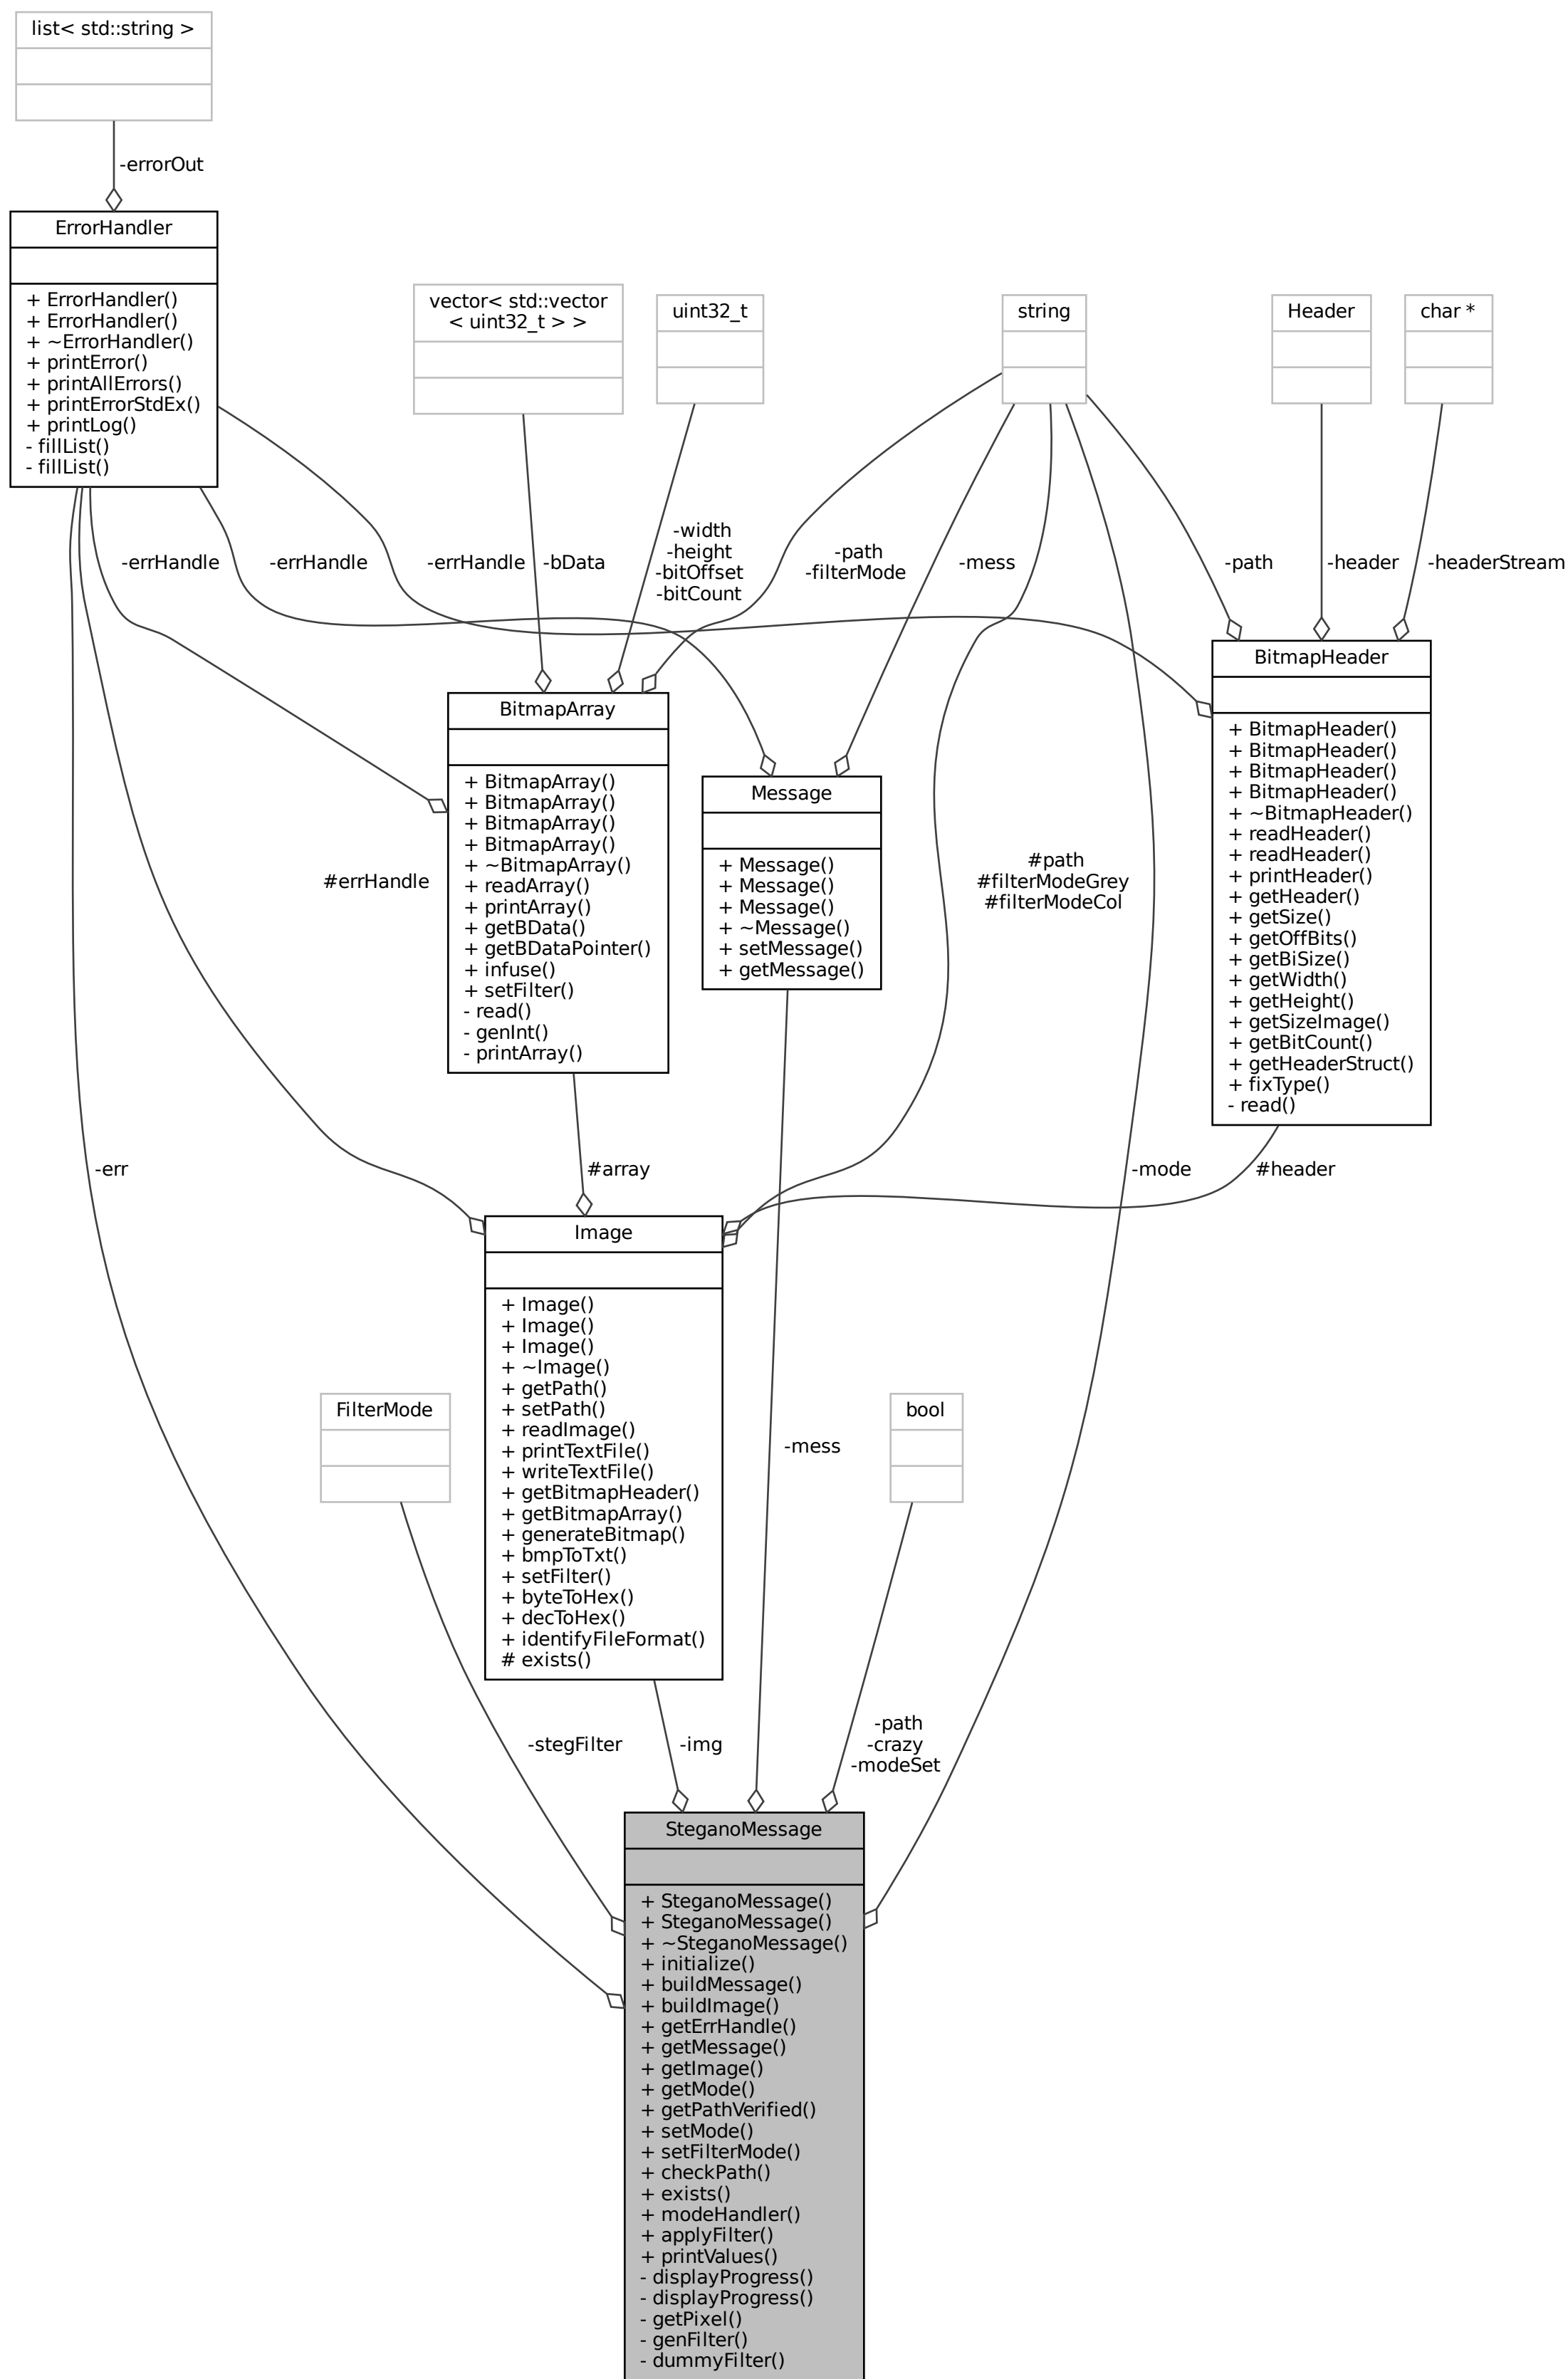 list< std::string >
-errorOut
ErrorHandler
+ ErrorHandler()
+ ErrorHandler()
+ ~ErrorHandler()
+ printError()
+ printAllErrors()
+ printErrorStdEx()
+ printLog()
- fillList()
- fillList()
vector< std::vector
< uint32_t > >
uint32_t
string
Header
char *
-errHandle
-errHandle
-errHandle
-bData
-width
-height
-bitOffset
-bitCount
-path
-filterMode
-mess
-path
-header
-headerStream
BitmapArray
+ BitmapArray()
+ BitmapArray()
+ BitmapArray()
+ BitmapArray()
+ ~BitmapArray()
+ readArray()
+ printArray()
+ getBData()
+ getBDataPointer()
+ infuse()
+ setFilter()
- read()
- genInt()
- printArray()
Message
+ Message()
+ Message()
+ Message()
+ ~Message()
+ setMessage()
+ getMessage()
BitmapHeader
+ BitmapHeader()
+ BitmapHeader()
+ BitmapHeader()
+ BitmapHeader()
+ ~BitmapHeader()
+ readHeader()
+ readHeader()
+ printHeader()
+ getHeader()
+ getSize()
+ getOffBits()
+ getBiSize()
+ getWidth()
+ getHeight()
+ getSizeImage()
+ getBitCount()
+ getHeaderStruct()
+ fixType()
- read()
#errHandle
#path
#filterModeGrey
#filterModeCol
-err
#array
-mode
#header
Image
+ Image()
+ Image()
+ Image()
+ ~Image()
+ getPath()
+ setPath()
+ readImage()
+ printTextFile()
+ writeTextFile()
+ getBitmapHeader()
+ getBitmapArray()
+ generateBitmap()
+ bmpToTxt()
+ setFilter()
+ byteToHex()
+ decToHex()
+ identifyFileFormat()
# exists()
FilterMode
-mess
bool
-stegFilter
-img
-path
-crazy
-modeSet
SteganoMessage
+ SteganoMessage()
+ SteganoMessage()
+ ~SteganoMessage()
+ initialize()
+ buildMessage()
+ buildImage()
+ getErrHandle()
+ getMessage()
+ getImage()
+ getMode()
+ getPathVerified()
+ setMode()
+ setFilterMode()
+ checkPath()
+ exists()
+ modeHandler()
+ applyFilter()
+ printValues()
- displayProgress()
- displayProgress()
- getPixel()
- genFilter()
- dummyFilter()